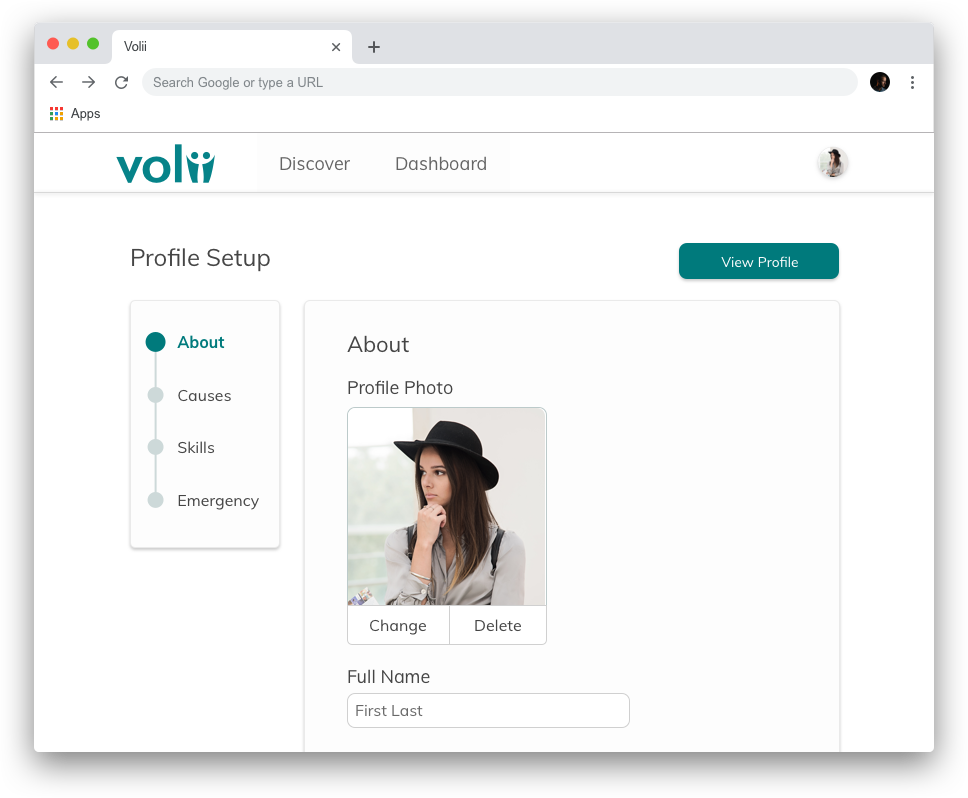 Volii
Search Google or type a URL
Apps
volii
Discover
Dashboard
Profile Setup
View Profile
About
Causes
Skills
Emergency
About
Profile Photo
Change
Delete
Full Name
First Last